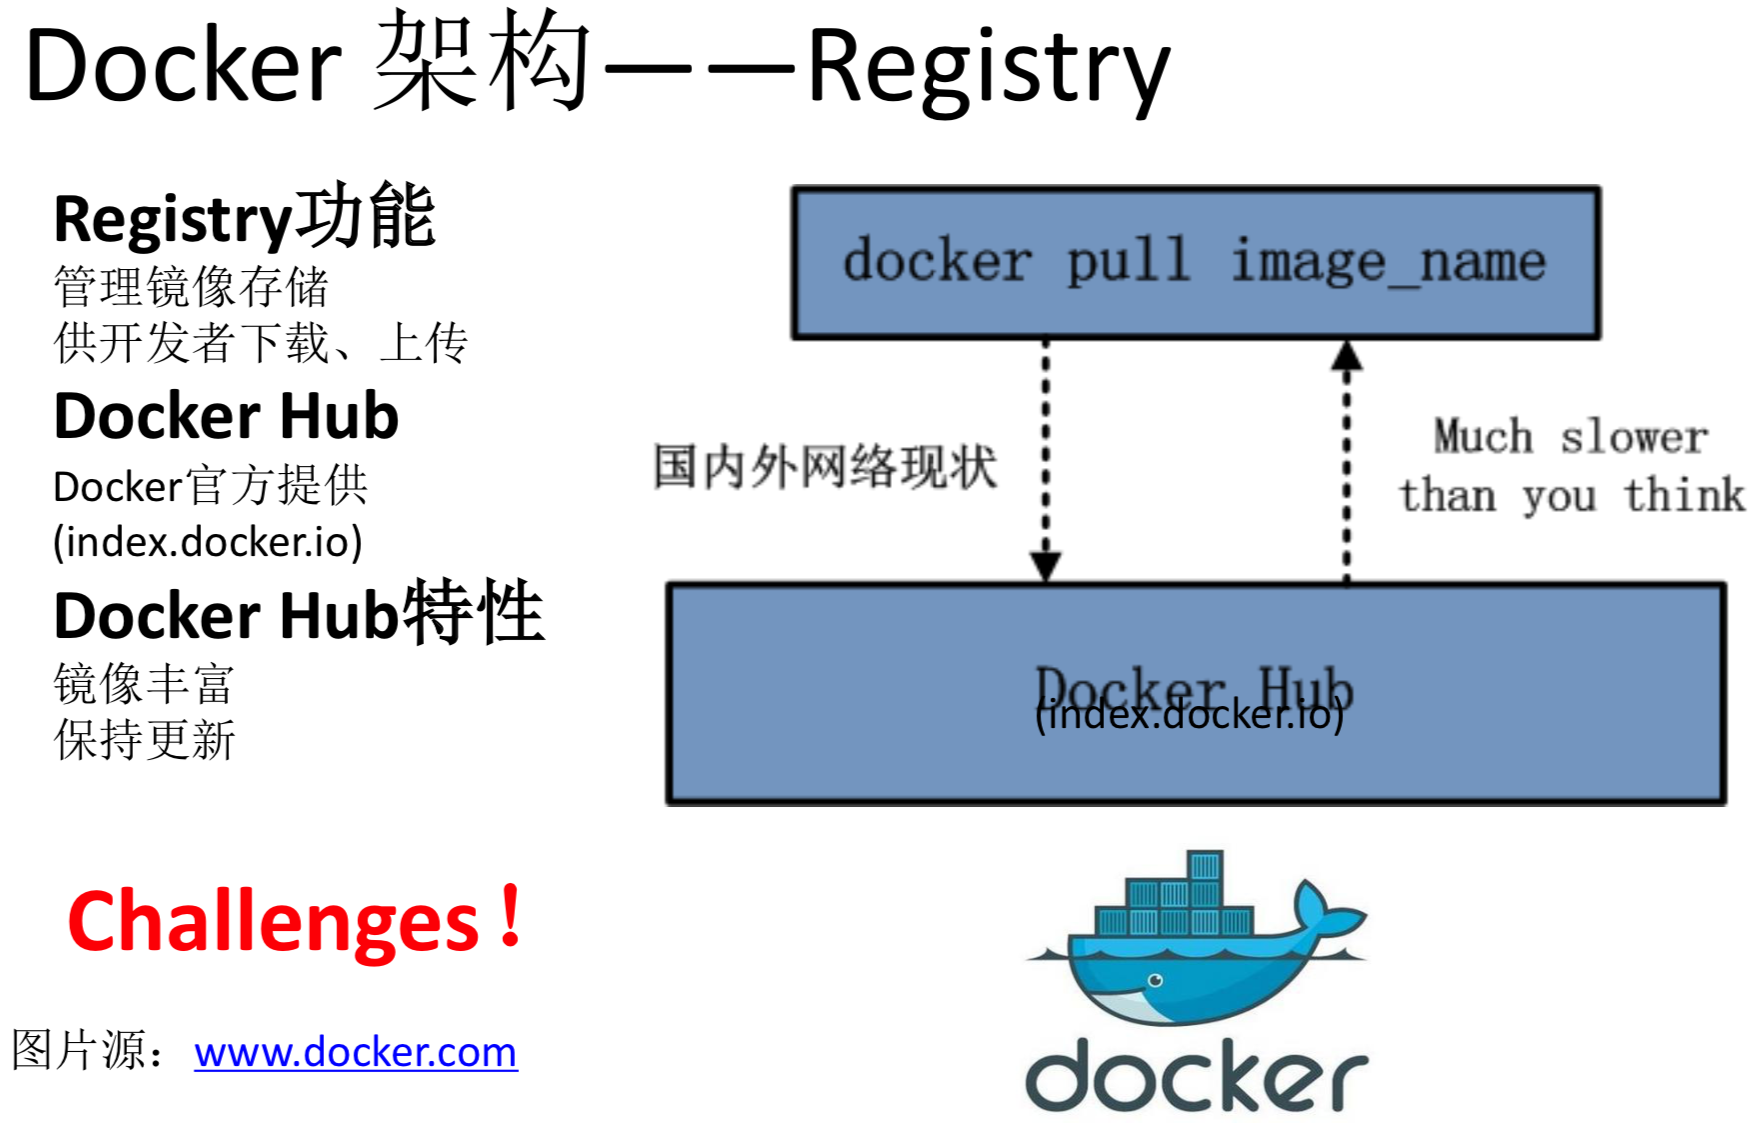 Docker 架构——Registry
Registry功能
管理镜像存储
供开发者下载、上传
Docker Hub
Docker官方提供
(index.docker.io)
Docker Hub特性
镜像丰富
保持更新
Challenges！
图片源：www.docker.com
docker pull image_name
国内外网络现状
Much slower
than you think
Docker Hub
(index.docker.io)
docker